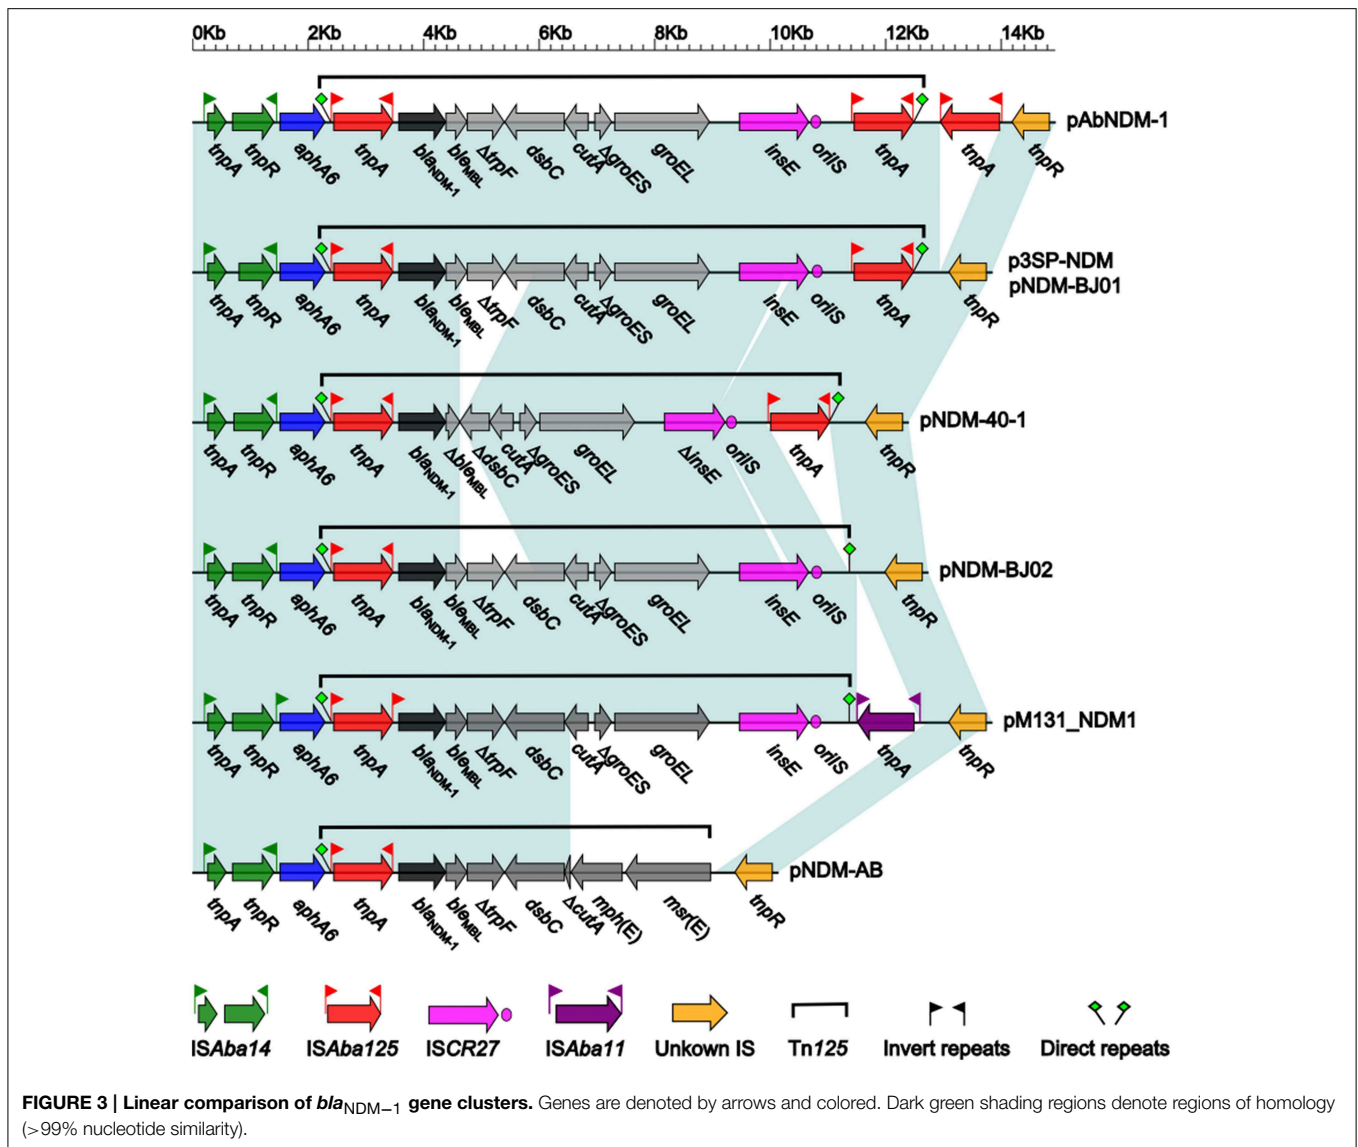 0Kb 2Kb 4Kb 6Kb 8Kb 10Kb 12Kb 14Kb
pAbNDM-1
tnpA tnpR aphA6 tnpA blaNDM-1 bleMBL ΔtrpF dsbC cutA ΔgroES groEL insE oriIS tnpA tnpA tnpR
p3SP-NDM
pNDM-BJ01
tnpA tnpR aphA6 tnpA blaNDM-1 bleMBL ΔtrpF dsbC cutA ΔgroES groEL insE oriIS tnpA tnpR
pNDM-40-1
tnpA tnpR aphA6 tnpA blaNDM-1 ΔbleMBL ΔdsbC cutA ΔgroES groEL ΔinsE oriIS tnpA tnpR
pNDM-BJ02
tnpA tnpR aphA6 tnpA blaNDM-1 bleMBL ΔtrpF dsbC cutA ΔgroES groEL insE oriIS tnpR
pM131_NDM1
tnpA tnpR aphA6 tnpA blaNDM-1 bleMBL ΔtrpF dsbC cutA ΔgroES groEL insE oriIS tnpA tnpR
pNDM-AB
tnpA tnpR aphA6 tnpA blaNDM-1 bleMBL ΔtrpF dsbC ΔcutA mph(E) msr(E) tnpR
ISAba14 ISAba125 ISCR27 ISAba11 Unkown IS Tn125 Invert repeats Direct repeats
FIGURE 3 | Linear comparison of blaNDM−1 gene clusters. Genes are denoted by arrows and colored. Dark green shading regions denote regions of homology
(>99% nucleotide similarity).